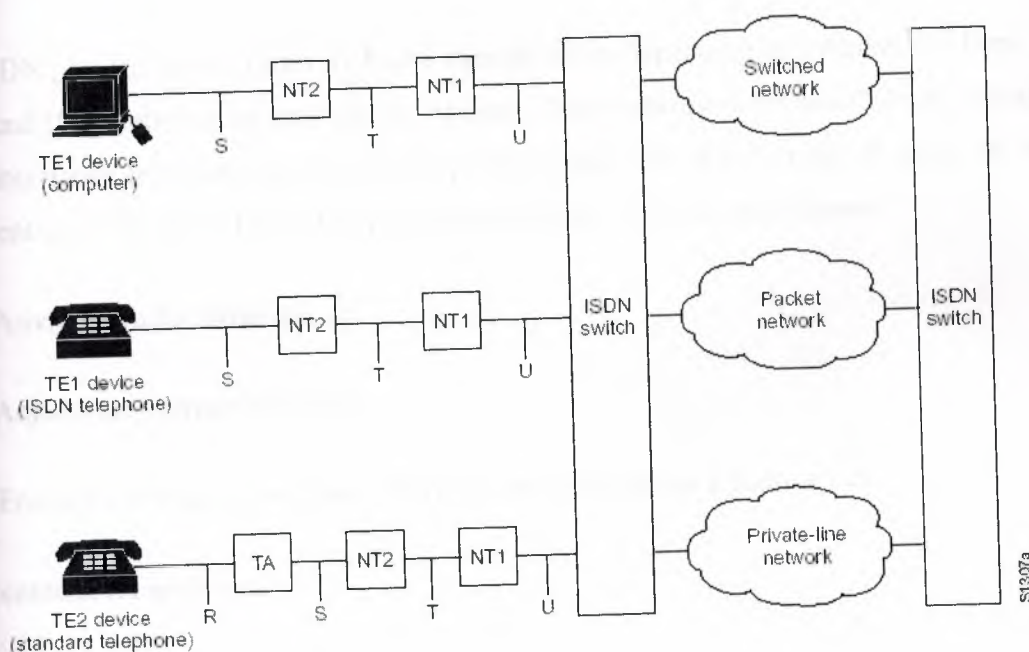 Switched
network
NT2
NT1
S
T
U
TE1 device
(computer)
ISDN
switch
Packet
network
ISDN
switch
NT2
NT1
S
T
U
TE1 device
(ISDN telephone)
Private-line
network
TA
NT2
NT1
R
S
T
U
TE2 device
(standard telephone)
S1307a